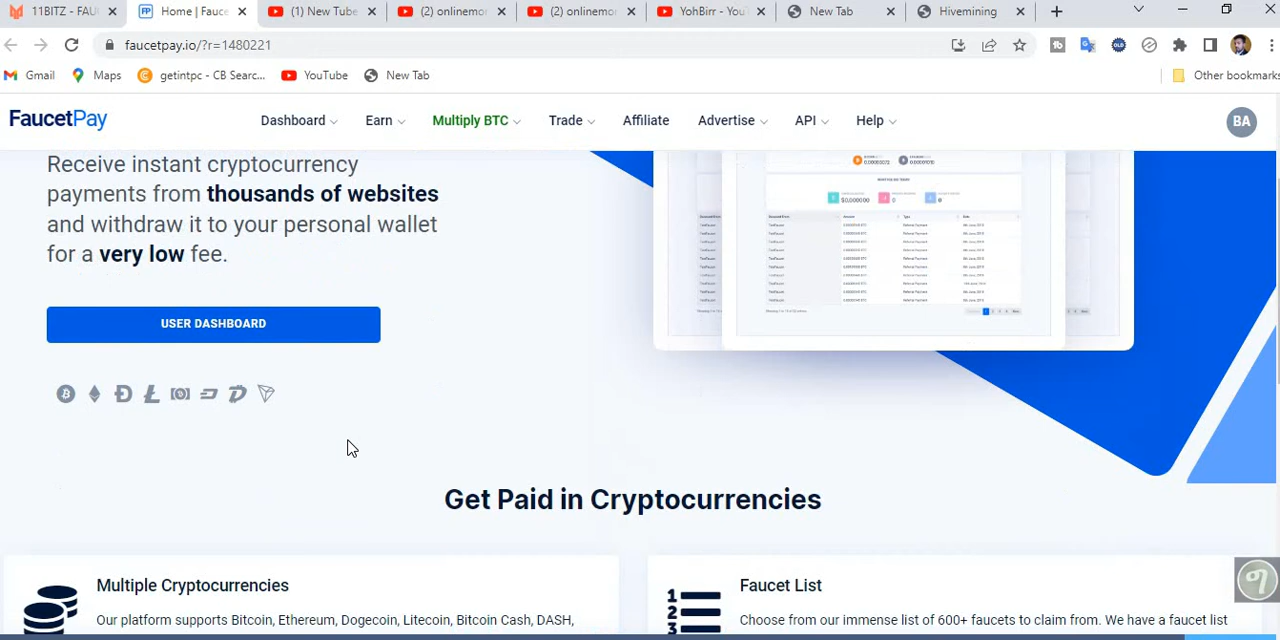 11BITZ - FAU
Home | Fauce
(1) New Tube
(2) onlinemo
(2) onlinemo
YohBirr - You
New Tab
Hivemining
faucetpay.io/?r=1480221
Gmail
Maps
getintpc - CB Searc...
YouTube
New Tab
Other bookmarks
FaucetPay
Dashboard
Earn
Multiply BTC
Trade
Affiliate
Advertise
API
Help
BA
Receive instant cryptocurrency
payments from thousands of websites
and withdraw it to your personal wallet
for a very low fee.
USER DASHBOARD
Get Paid in Cryptocurrencies
Multiple Cryptocurrencies
Our platform supports Bitcoin, Ethereum, Dogecoin, Litecoin, Bitcoin Cash, DASH,
Faucet List
Choose from our immense list of 600+ faucets to claim from. We have a faucet list